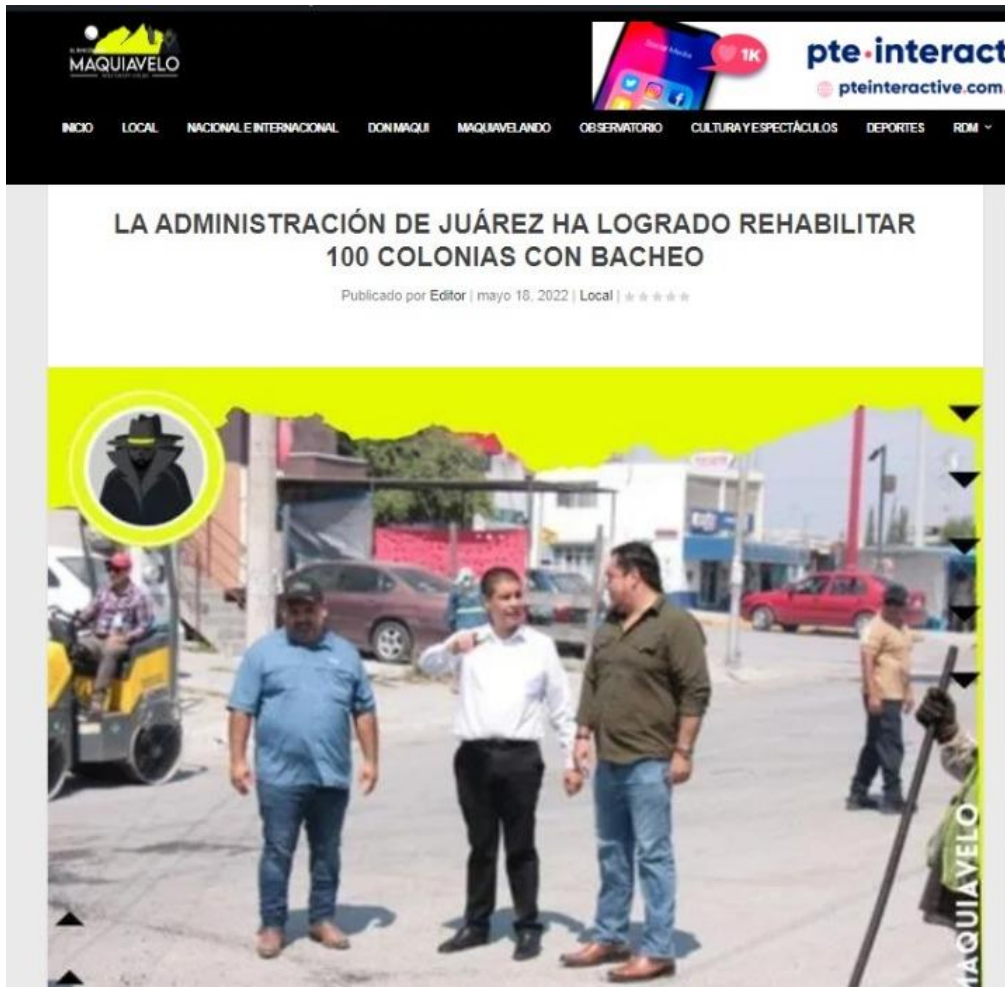 MAQUIAVELO
1K
pte·interact
pteinteractive.com.
INICIO LOCAL NACIONAL E INTERNACIONAL DON MAQUI MAQUIAVELANDO OBSERVATORIO CULTURA Y ESPECTÁCULOS DEPORTES RDM
LA ADMINISTRACIÓN DE JUÁREZ HA LOGRADO REHABILITAR
100 COLONIAS CON BACHEO
Publicado por Editor | mayo 18, 2022 | Local |
MAQUIAVELO